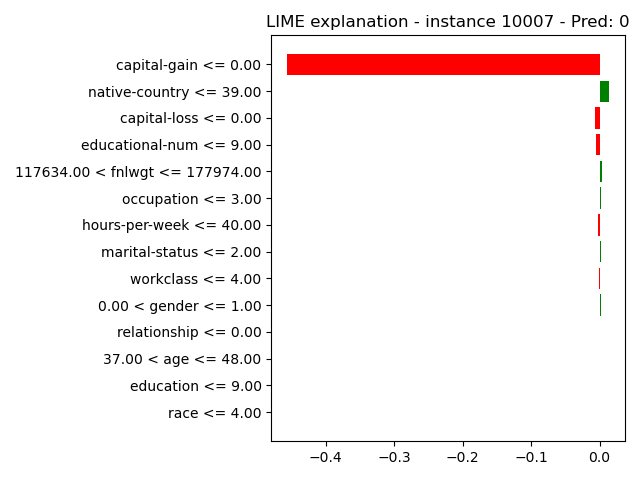 LIME explanation - instance 10007 - Pred: 0
capital-gain <= 0.00
native-country <= 39.00
capital-loss <= 0.00
educational-num <= 9.00
117634.00 < fnlwgt <= 177974.00
occupation <= 3.00
hours-per-week <= 40.00
marital-status <= 2.00
workclass <= 4.00
0.00 < gender <= 1.00
relationship <= 0.00
37.00 < age <= 48.00
education <= 9.00
race <= 4.00
−0.4 −0.3 −0.2 −0.1 0.0